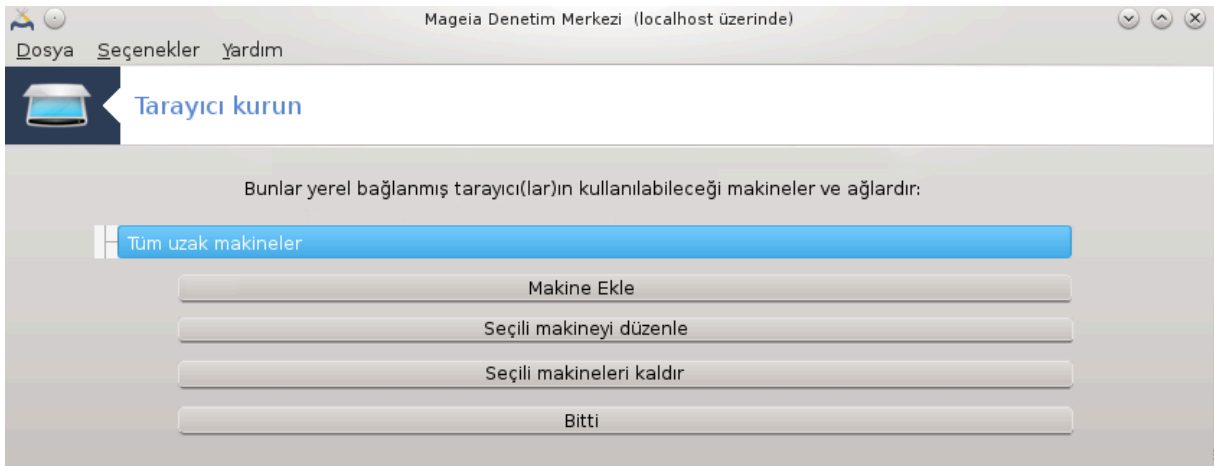 Mageia Denetim Merkezi (localhost üzerinde)
Dosya Seçenekler Yardım
Tarayıcı kurun
Bunlar yerel bağlanmış tarayıcı(lar)ın kullanılabileceği makineler ve ağlardır:
Tüm uzak makineler
Makine Ekle
Seçili makineyi düzenle
Seçili makineleri kaldır
Bitti